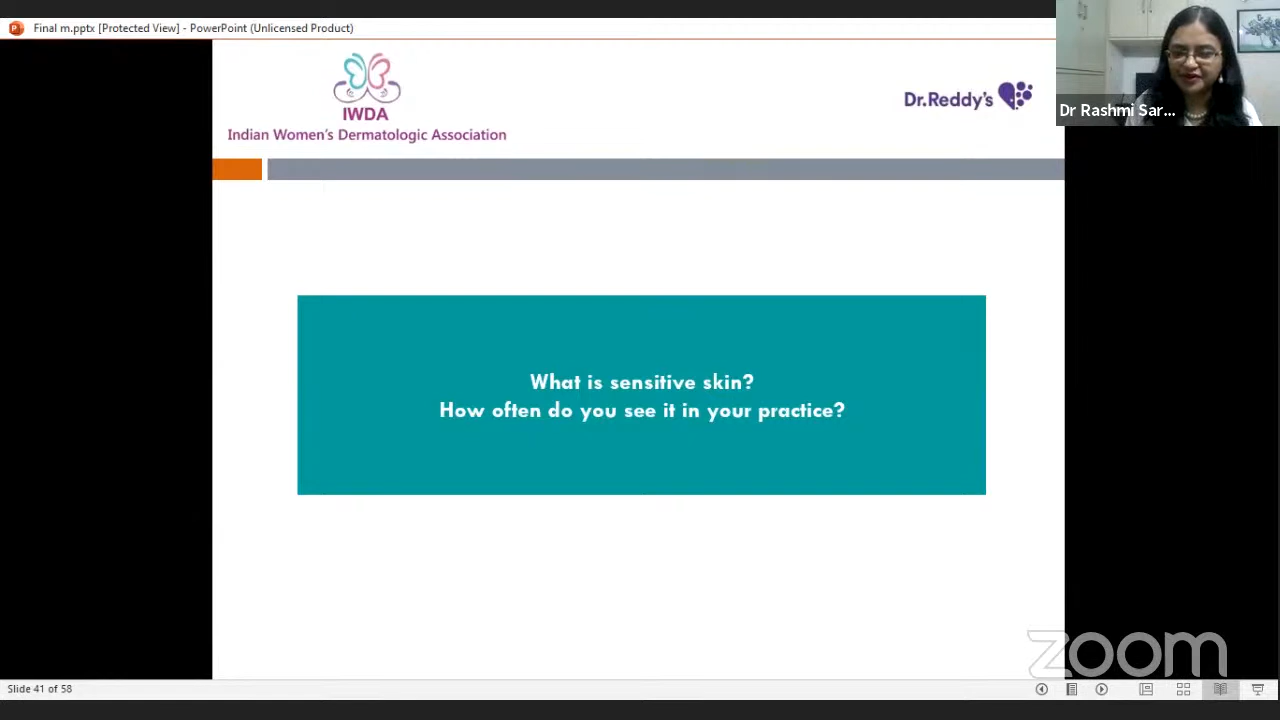 Final m.pptx [Protected View] - PowerPoint (Unlicensed Product)
IWDA
Indian Women's Dermatologic Association
Dr.Reddy's
Dr Rashmi Sar...
What is sensitive skin?
How often do you see it in your practice?
zoom
Slide 41 of 58